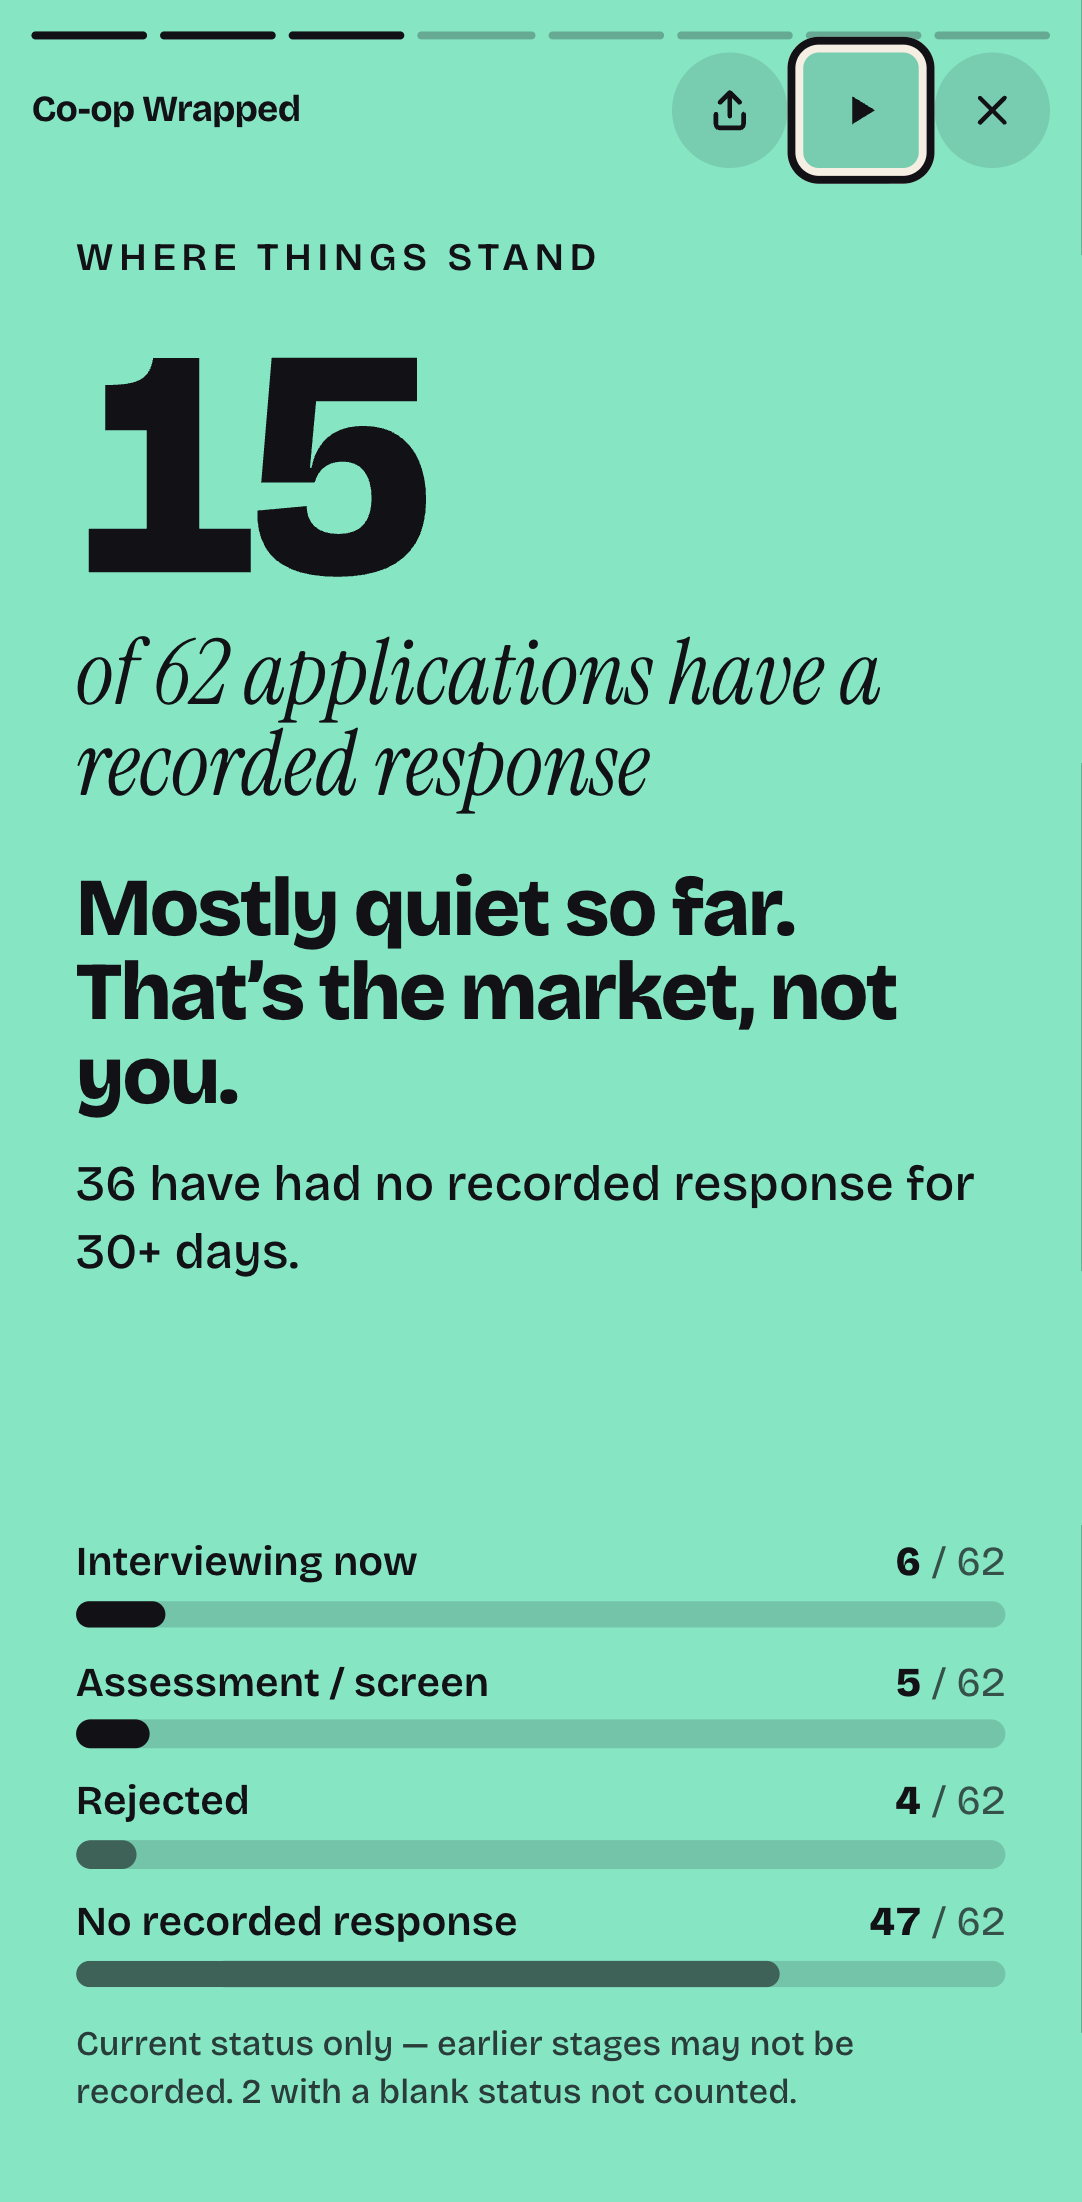 Co-op Wrapped
WHERE THINGS STAND
15
of 62 applications have a
recorded response
Mostly quiet so far.
That’s the market, not
you.
36 have had no recorded response for
30+ days.
Interviewing now 6 / 62
Assessment / screen 5 / 62
Rejected 4 / 62
No recorded response 47 / 62
Current status only — earlier stages may not be
recorded. 2 with a blank status not counted.